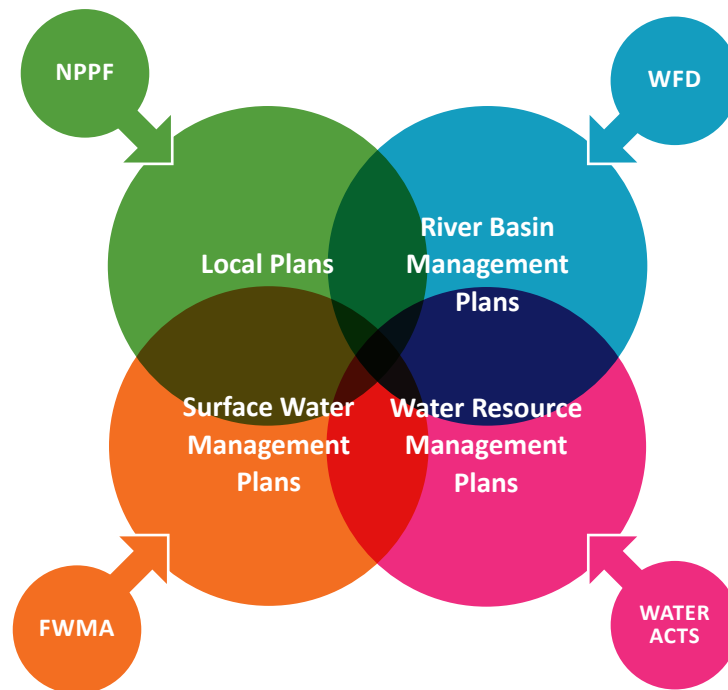 NPPF
WFD
Local Plans
River Basin
Management
Plans
Surface Water
Management
Plans
Water Resource
Management
Plans
FWMA
WATER
ACTS